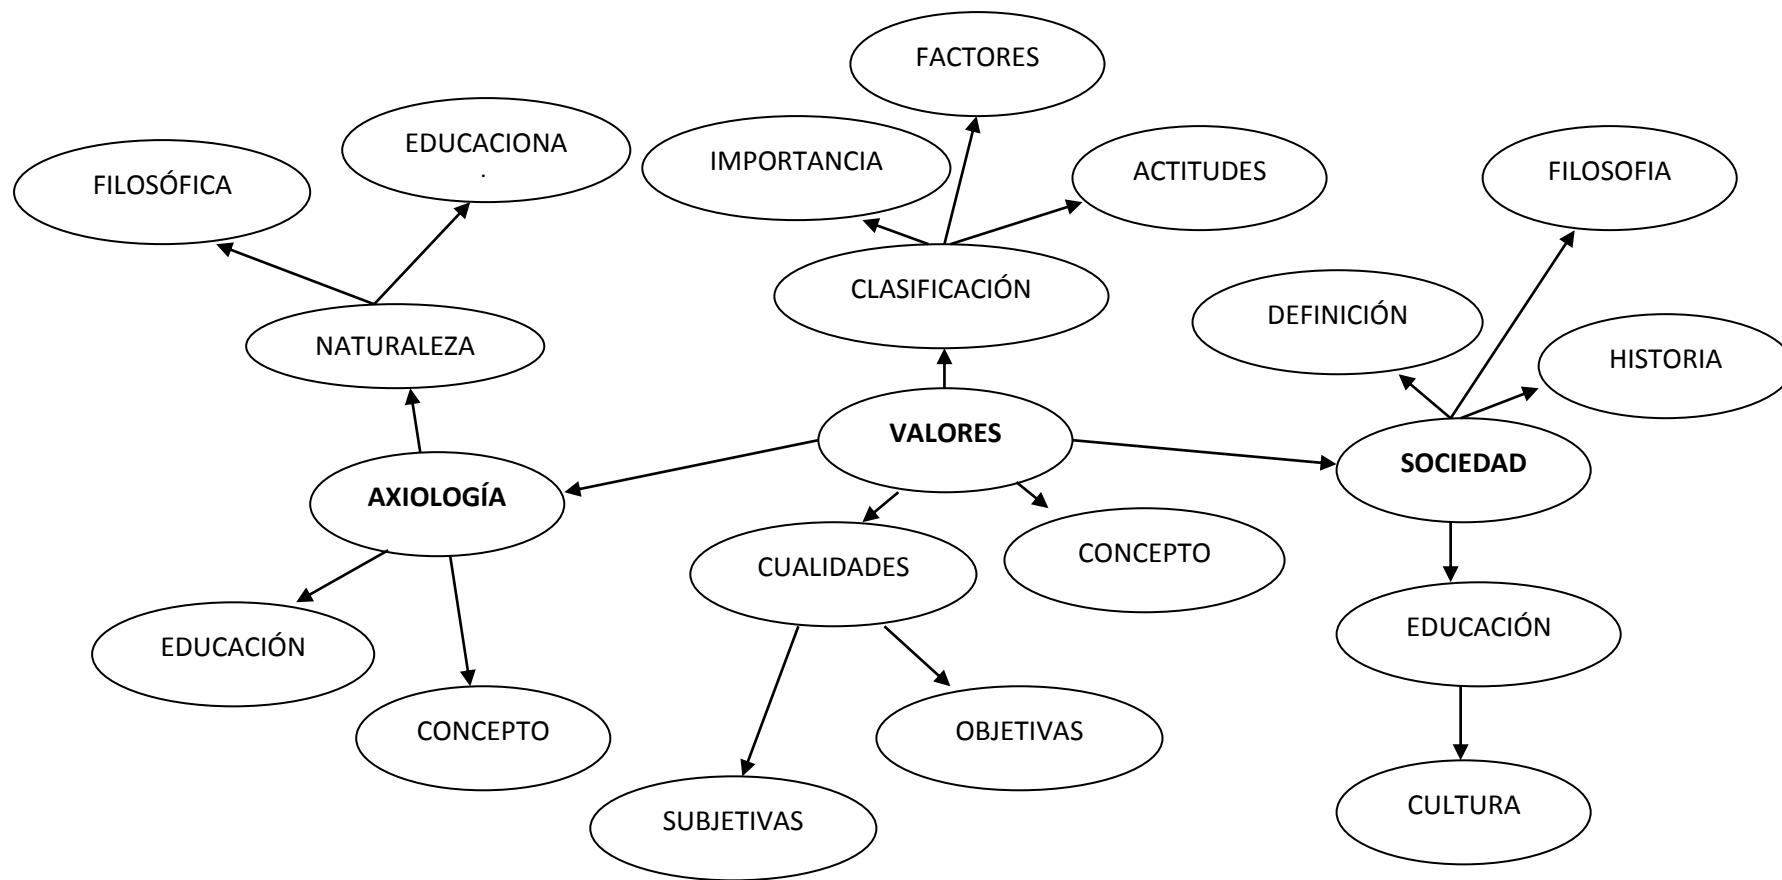 FACTORES
EDUCACIONA
.
IMPORTANCIA
ACTITUDES
FILOSOFIA
FILOSÓFICA
CLASIFICACIÓN
DEFINICIÓN
NATURALEZA
HISTORIA
VALORES
SOCIEDAD
AXIOLOGÍA
CUALIDADES
CONCEPTO
EDUCACIÓN
EDUCACIÓN
CONCEPTO
OBJETIVAS
SUBJETIVAS
CULTURA